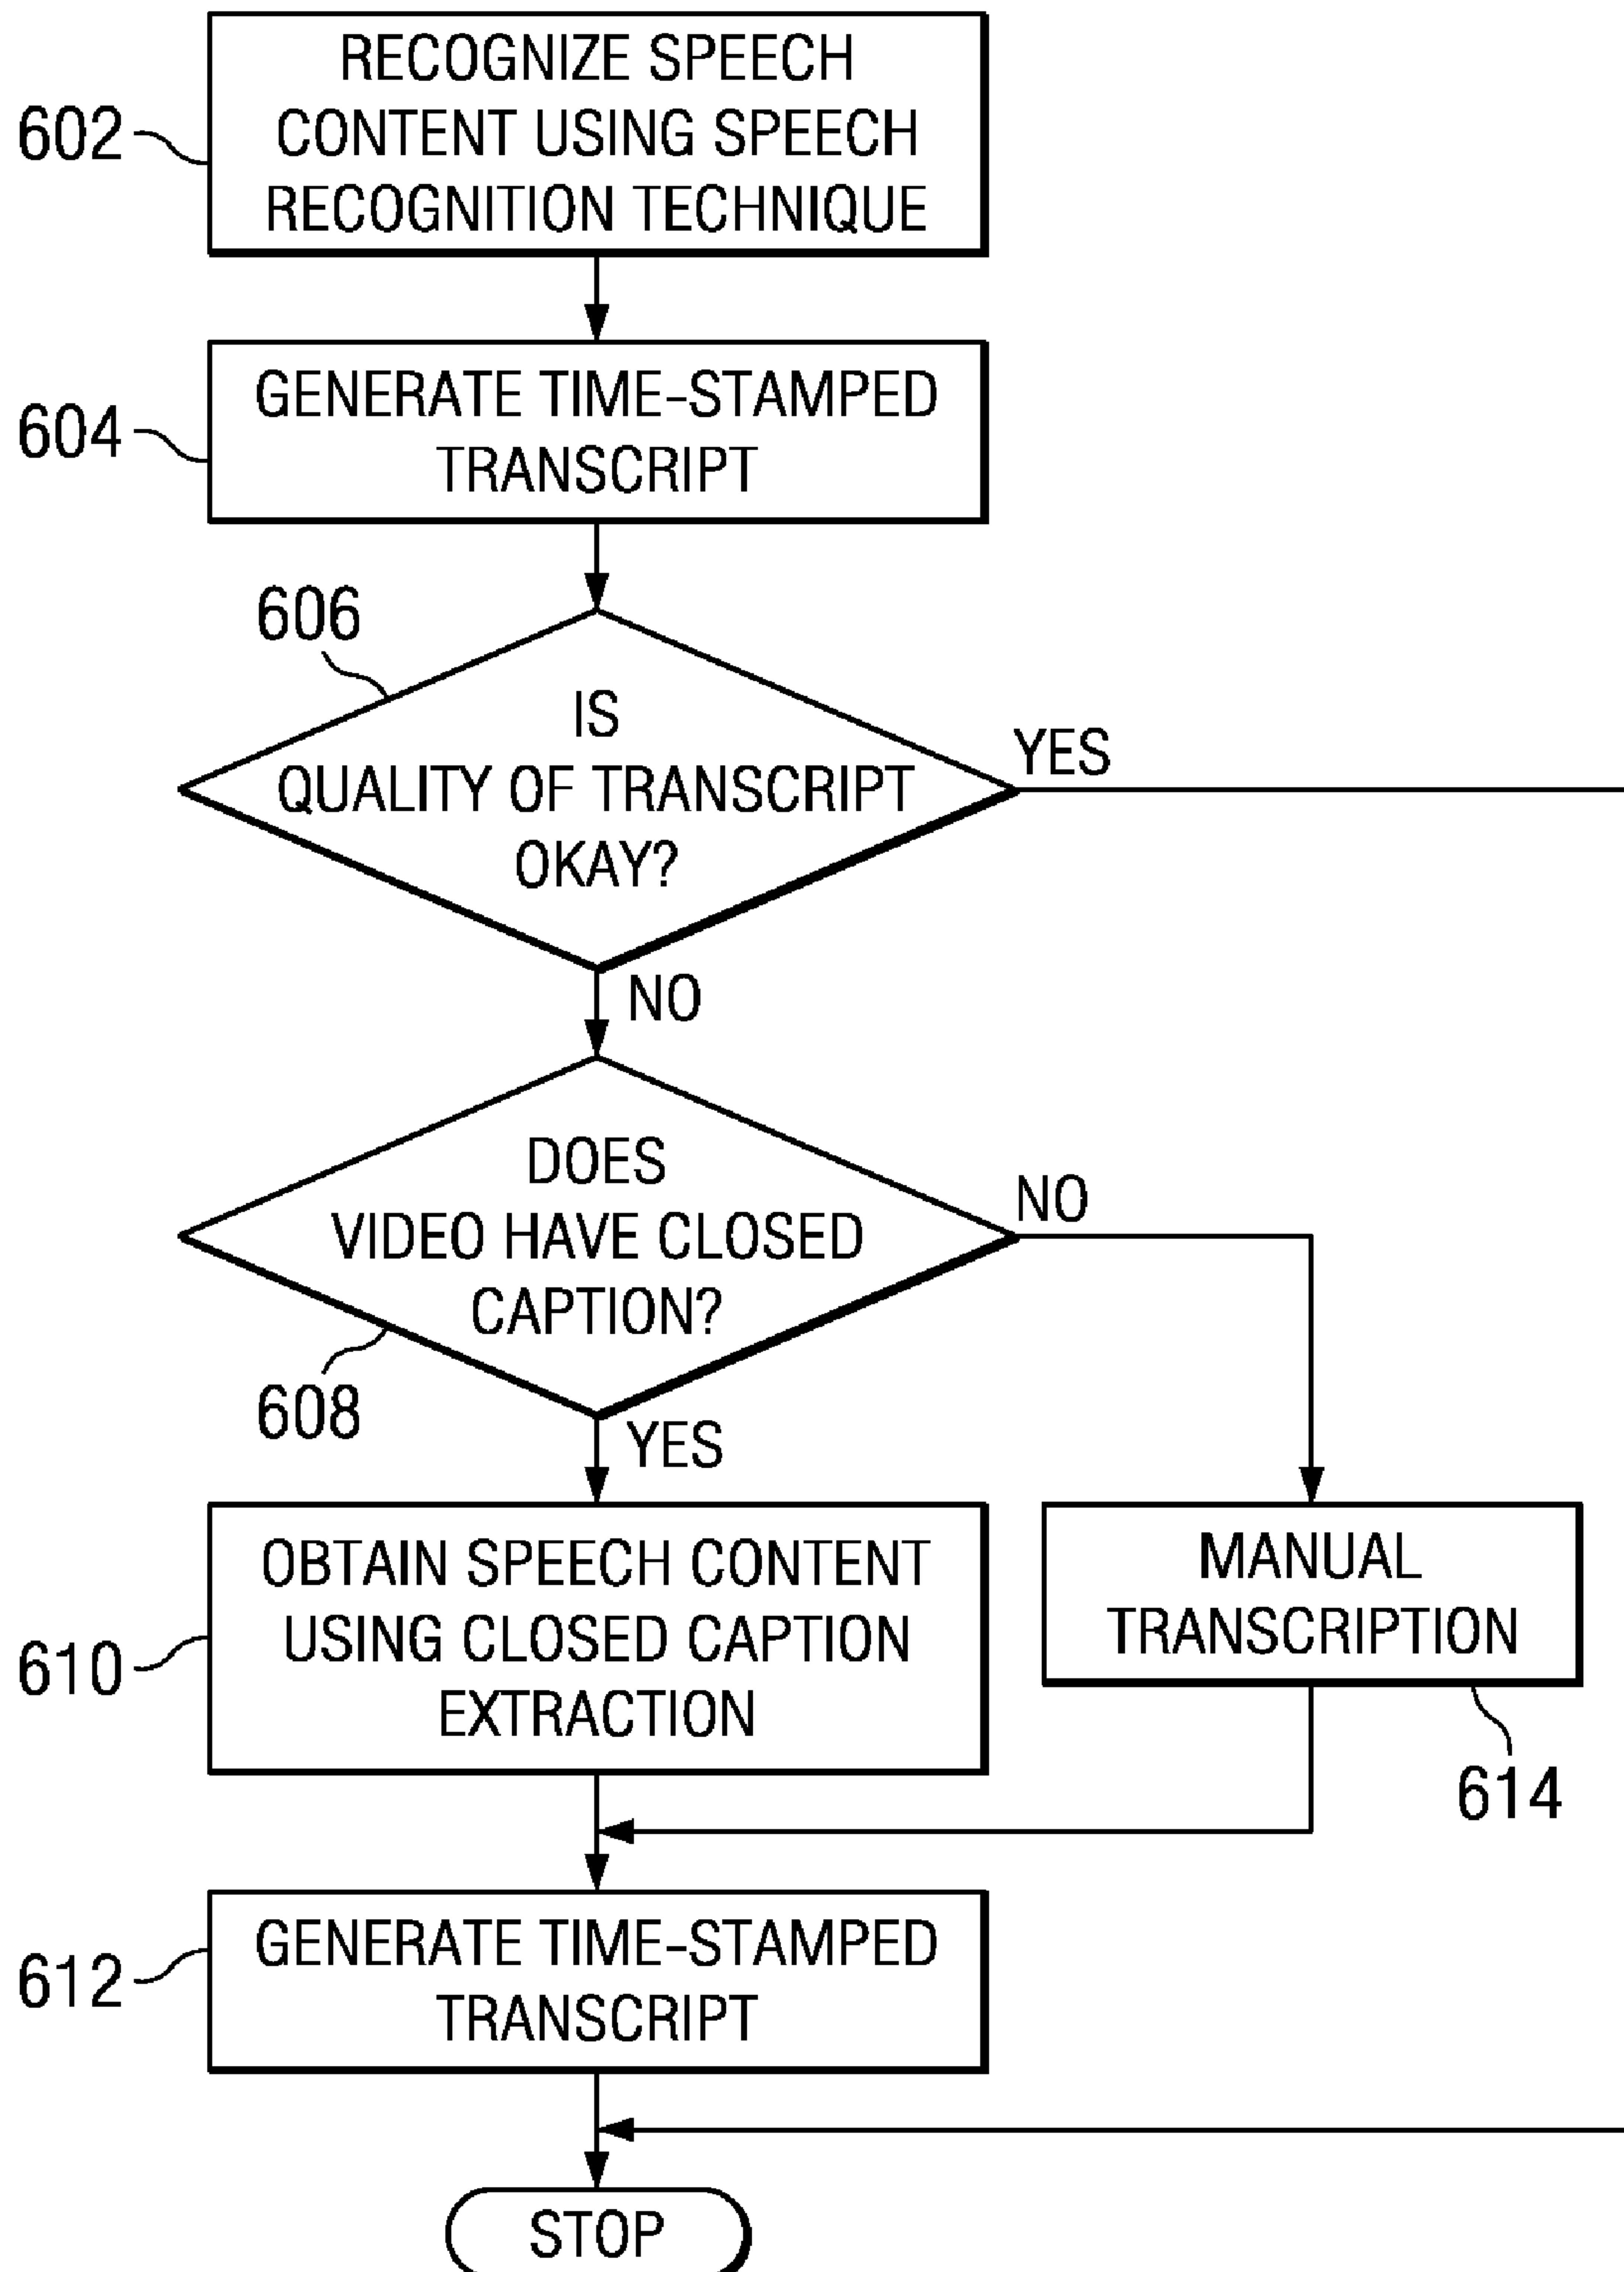 RECOGNIZE SPEECH
CONTENT USING SPEECH
RECOGNITION TECHNIQUE
602
GENERATE TIME-STAMPED
TRANSCRIPT
604
606
IS
QUALITY OF TRANSCRIPT
OKAY?
YES
NO
DOES
VIDEO HAVE CLOSED
CAPTION?
NO
608
YES
OBTAIN SPEECH CONTENT
USING CLOSED CAPTION
EXTRACTION
610
MANUAL
TRANSCRIPTION
614
GENERATE TIME-STAMPED
TRANSCRIPT
612
STOP